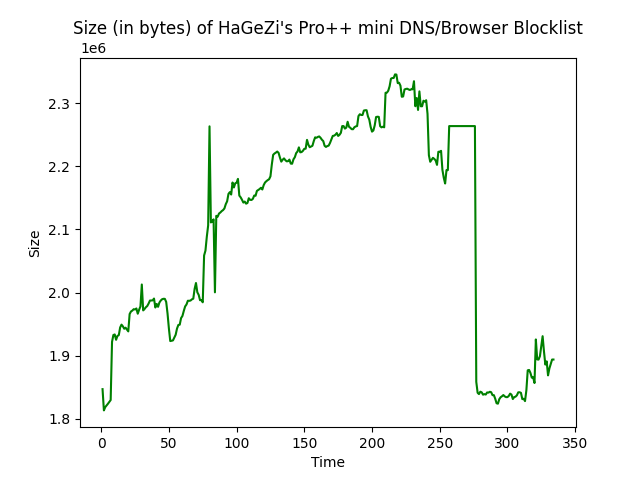 Size (in bytes) of HaGeZi's Pro++ mini DNS/Browser Blocklist
1e6
2.3
2.2
2.1
2.0
1.9
1.8
Size
0 50 100 150 200 250 300 350
Time